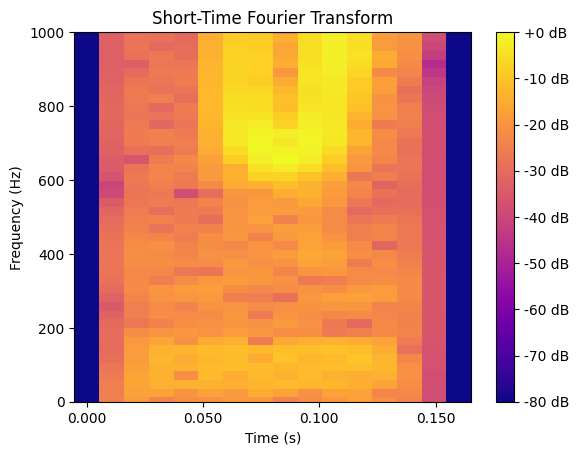 Short-Time Fourier Transform
1000
800
600
400
200
0
Frequency (Hz)
0.000
0.050
0.100
0.150
Time (s)
+0 dB
-10 dB
-20 dB
-30 dB
-40 dB
-50 dB
-60 dB
-70 dB
-80 dB